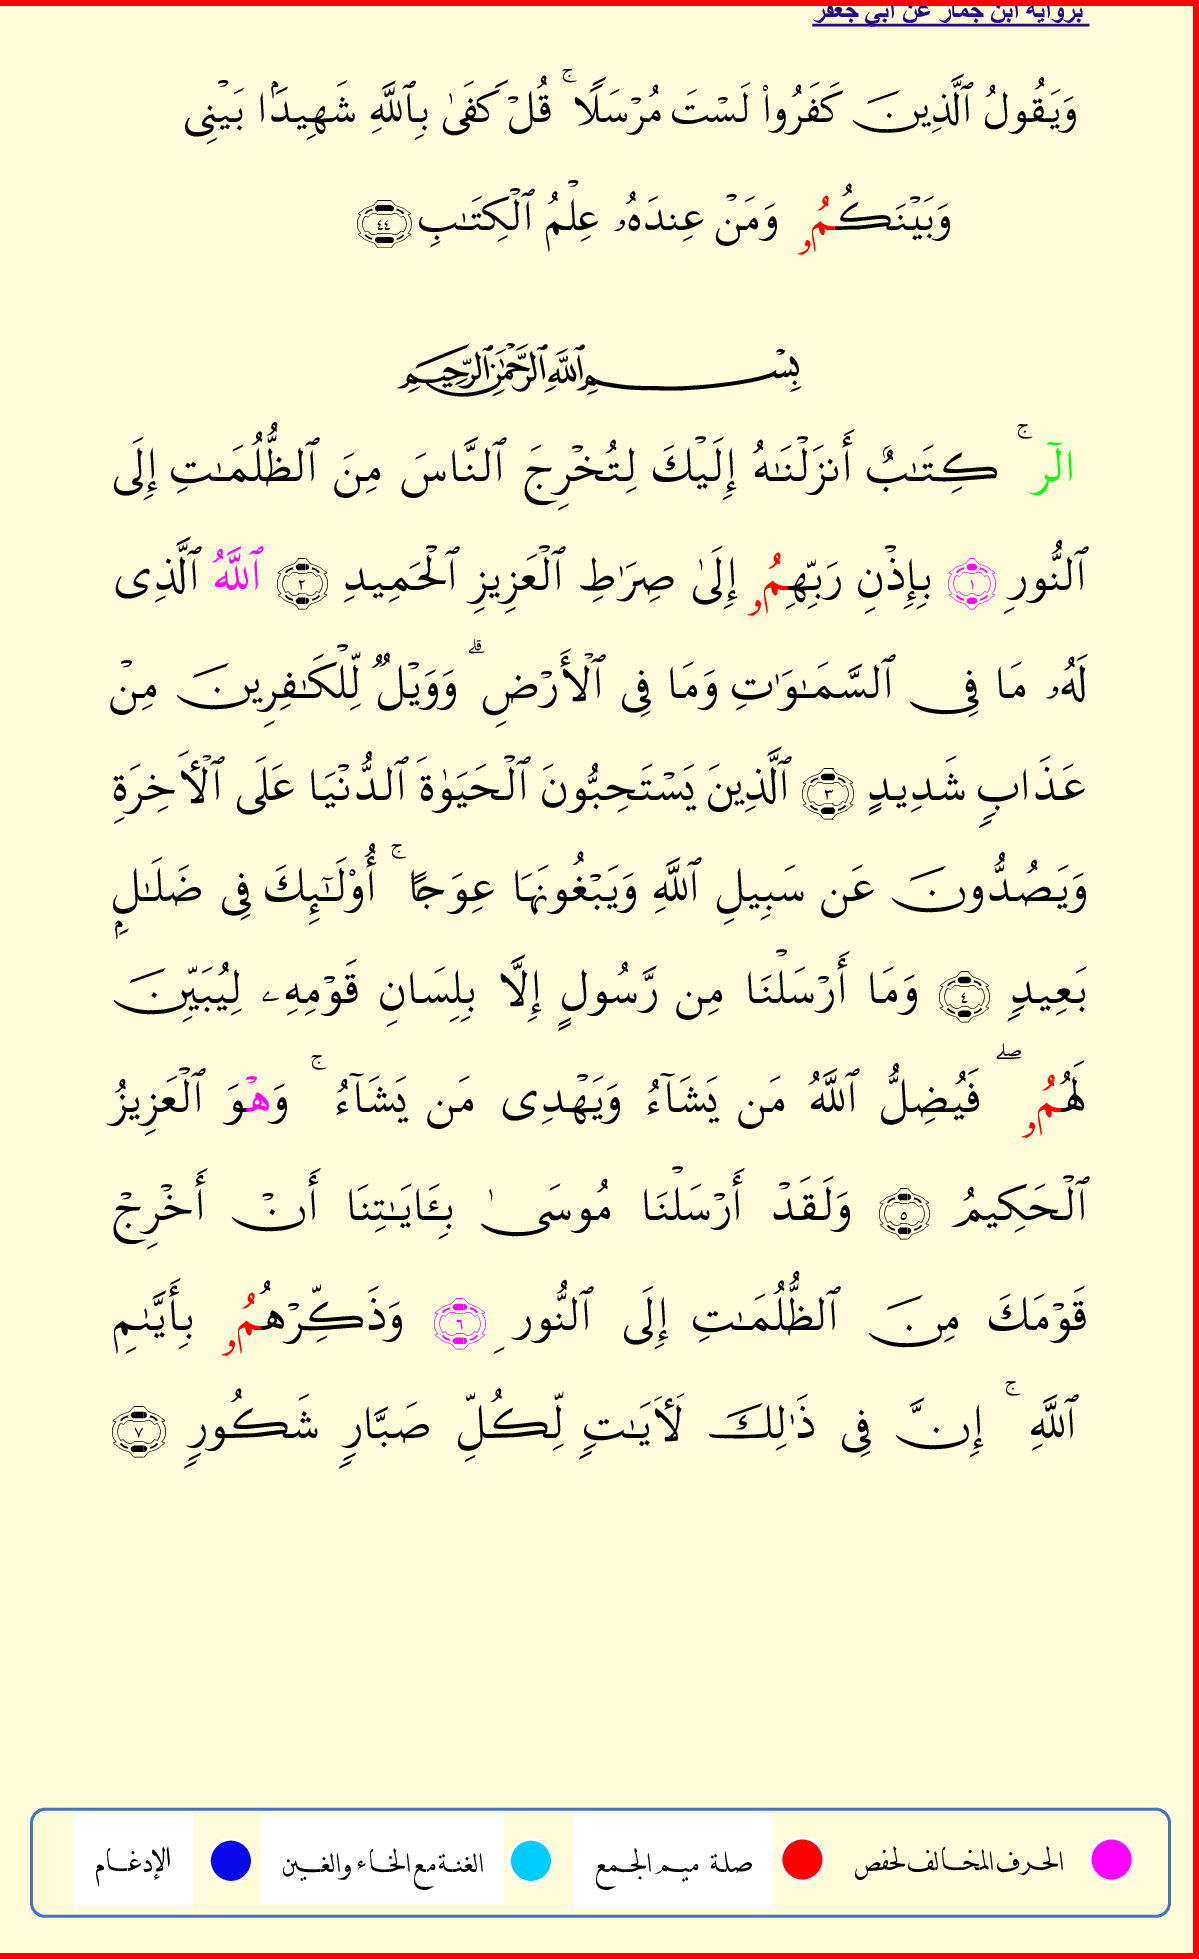 برواية ابن جماز عن أبي جعفر
وَيَقُولُ ٱلَّذِينَ كَفَرُواْ لَسْتَ مُرْسَلًا ۚ قُلْ كَفَىٰ بِٱللَّهِ شَهِيدَۢا بَيْنِى
وَبَيْنَكُمُۥ وَمَنْ عِندَهُۥ عِلْمُ ٱلْكِتَـٰبِ ٤٤
بِسْمِ ٱللَّهِ ٱلرَّحْمَـٰنِ ٱلرَّحِيمِ
الٓر ۚ كِتَـٰبٌ أَنزَلْنَـٰهُ إِلَيْكَ لِتُخْرِجَ ٱلنَّاسَ مِنَ ٱلظُّلُمَـٰتِ إِلَى
ٱلنُّورِ ١ بِإِذْنِ رَبِّهِمُۥ إِلَىٰ صِرَٰطِ ٱلْعَزِيزِ ٱلْحَمِيدِ ٢ ٱللَّهُ ٱلَّذِى
لَهُۥ مَا فِى ٱلسَّمَـٰوَٰتِ وَمَا فِى ٱلْأَرْضِ ۗ وَوَيْلٌ لِّلْكَـٰفِرِينَ مِنْ
عَذَابٍ شَدِيدٍ ٣ ٱلَّذِينَ يَسْتَحِبُّونَ ٱلْحَيَوٰةَ ٱلدُّنْيَا عَلَى ٱلْأَخِرَةِ
وَيَصُدُّونَ عَن سَبِيلِ ٱللَّهِ وَيَبْغُونَهَا عِوَجًا ۚ أُوْلَـٰٓئِكَ فِى ضَلَـٰلٍۭ
بَعِيدٍ ٤ وَمَا أَرْسَلْنَا مِن رَّسُولٍ إِلَّا بِلِسَانِ قَوْمِهِۦ لِيُبَيِّنَ
لَهُمُۥ ۖ فَيُضِلُّ ٱللَّهُ مَن يَشَآءُ وَيَهْدِى مَن يَشَآءُ ۚ وَهْوَ ٱلْعَزِيزُ
ٱلْحَكِيمُ ٥ وَلَقَدْ أَرْسَلْنَا مُوسَىٰ بِـَٔايَـٰتِنَا أَنْ أَخْرِجْ
قَوْمَكَ مِنَ ٱلظُّلُمَـٰتِ إِلَى ٱلنُّورِ ٦ وَذَكِّرْهُمُۥ بِأَيَّىٰمِ
ٱللَّهِ ۚ إِنَّ فِى ذَٰلِكَ لَأَيَـٰتٍ لِّكُلِّ صَبَّارٍ شَكُورٍ ٧
الحرف المخالف لحفص صلة ميم الجمع الغنة مع الخاء والغين الإدغام